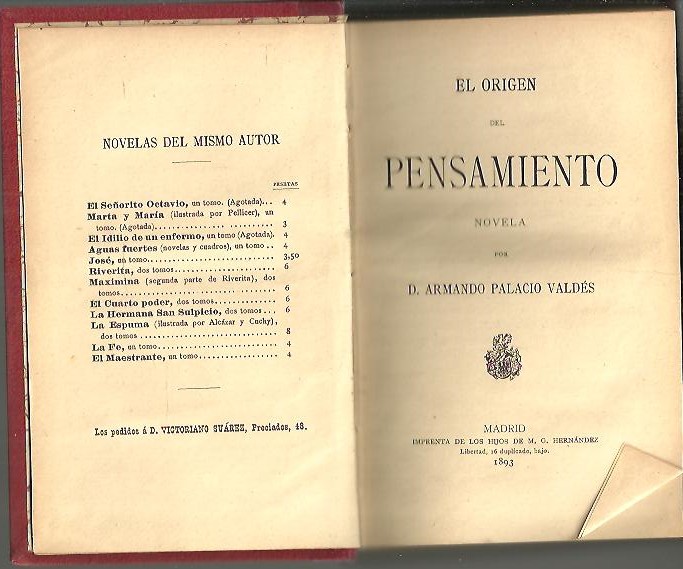 NOVELAS DEL MISMO AUTOR
PESETAS
El Señorito Octavio, un tomo. (Agotada)... 4
Marta y María (ilustrada por Pellicer), un
tomo. (Agotada)........................ 3
El Idilio de un enfermo, un tomo (Agotada). 4
Aguas fuertes (novelas y cuadros), un tomo.. 4
José, un tomo........................... 3,50
Riverita, dos tomos...................... 6
Maximina (segunda parte de Riverita), dos
tomos................................. 6
El Cuarto poder, dos tomos.............. 6
La Hermana San Sulpicio, dos tomos... 6
La Espuma (ilustrada por Alcázar y Cuchy),
dos tomos.............................. 8
La Fe, un tomo.......................... 4
El Maestrante, un tomo................. 4
Los pedidos á D. VICTORIANO SUÁREZ, Preciados, 48.
EL ORIGEN
DEL
PENSAMIENTO
NOVELA
POR
D. ARMANDO PALACIO VALDÉS
MADRID
IMPRENTA DE LOS HIJOS DE M. G. HERNÁNDEZ
Libertad, 16 duplicado, bajo.
1893